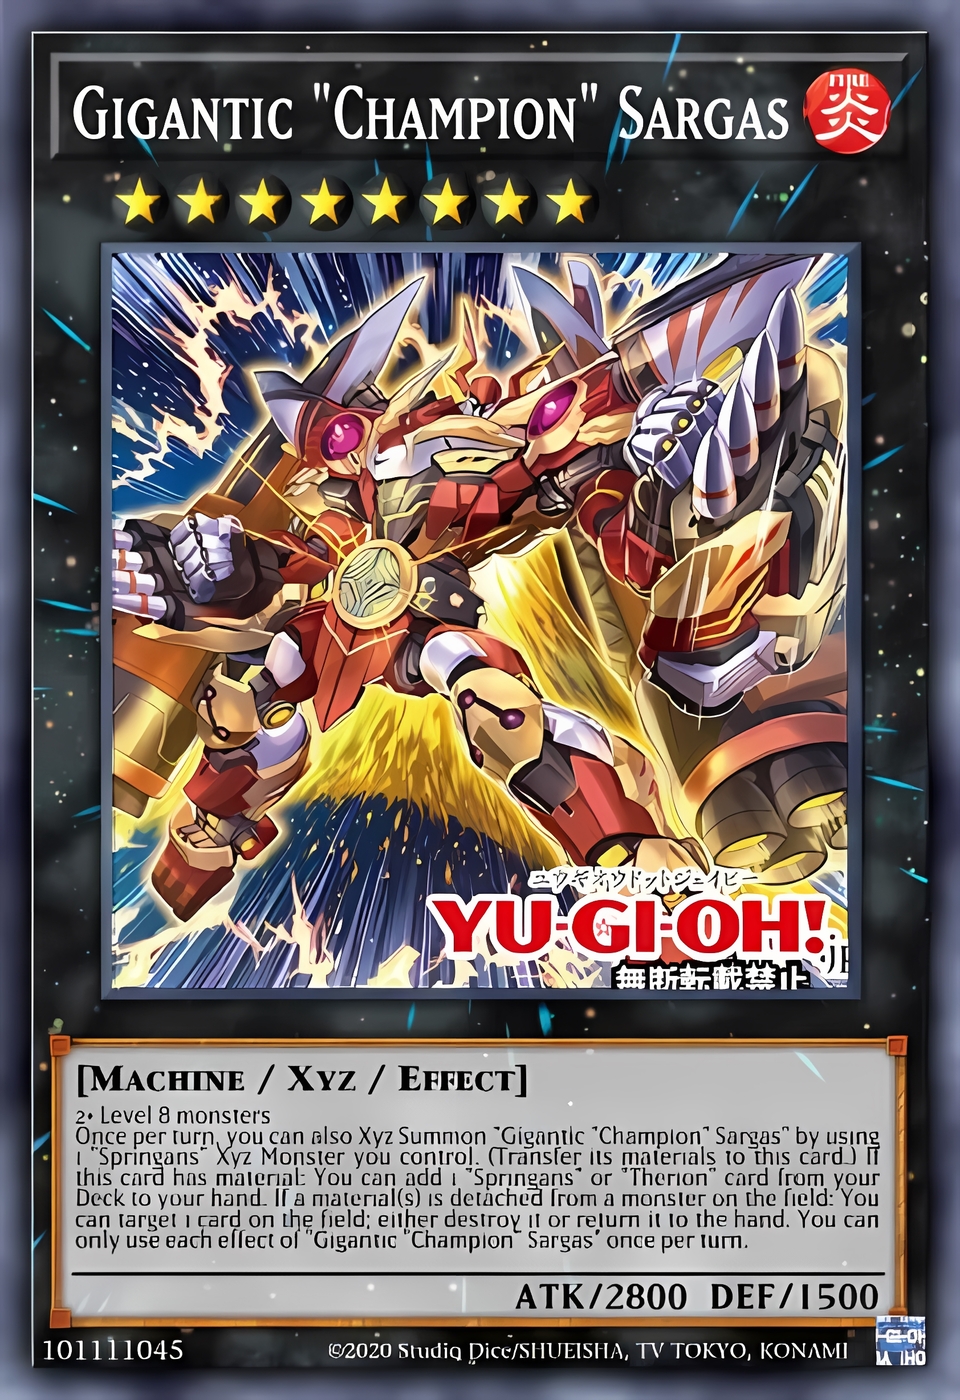 GIGANTIC "CHAMPION" SARGAS
炎
ユウギオウドットジェイピー
YU-GI-OH!
無断転載禁止
[MACHINE / XYZ / EFFECT]
2+ Level 8 monsters
Once per turn, you can also Xyz Summon "Gigantic "Champion" Sargas" by using
1 "Springans" Xyz Monster you control. (Transfer its materials to this card.) If
this card has material: You can add 1 "Springans" or "Therion" card from your
Deck to your hand. If a material(s) is detached from a monster on the field: You
can target 1 card on the field; either destroy it or return it to the hand. You can
only use each effect of "Gigantic "Champion" Sargas" once per turn.
ATK/2800 DEF/1500
101111045
©2020 Studio Dice/SHUEISHA, TV TOKYO, KONAMI